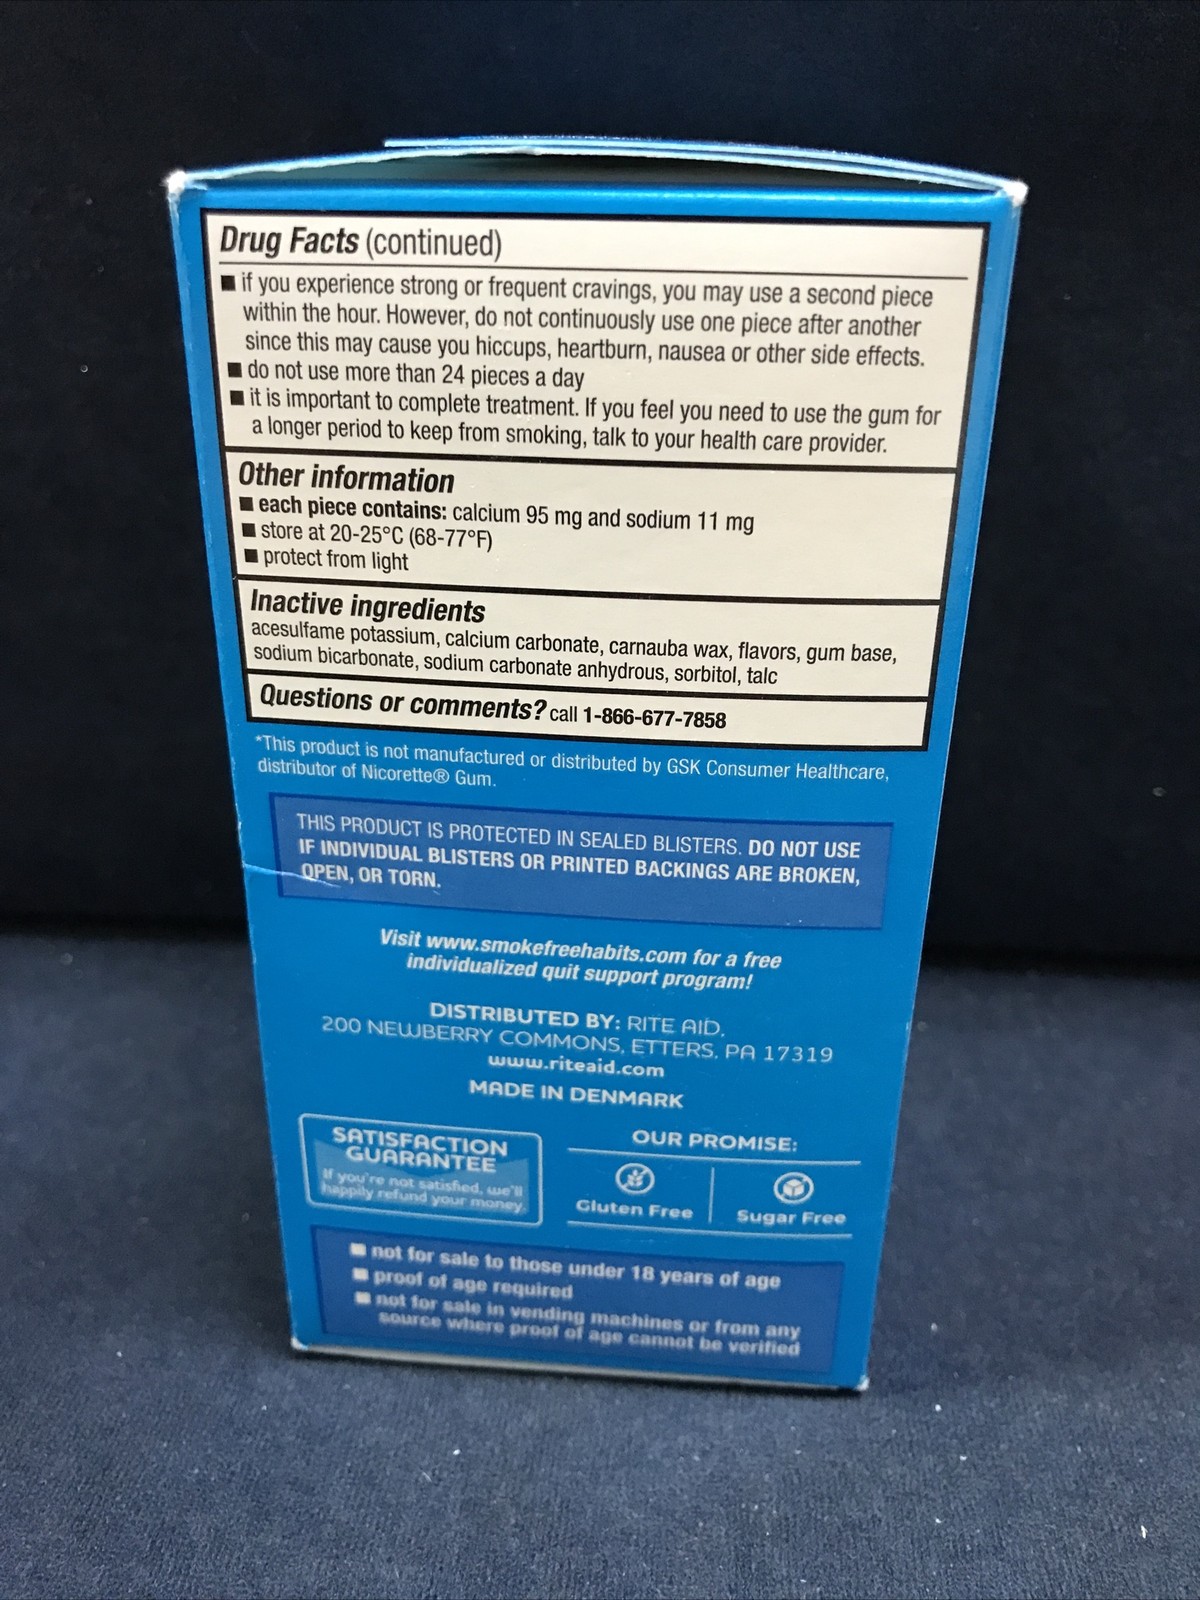 Drug Facts (continued)
■ if you experience strong or frequent cravings, you may use a second piece
within the hour. However, do not continuously use one piece after another
since this may cause you hiccups, heartburn, nausea or other side effects.
■ do not use more than 24 pieces a day
■ it is important to complete treatment. If you feel you need to use the gum for
a longer period to keep from smoking, talk to your health care provider.
Other information
■ each piece contains: calcium 95 mg and sodium 11 mg
■ store at 20-25°C (68-77°F)
■ protect from light
Inactive ingredients
acesulfame potassium, calcium carbonate, carnauba wax, flavors, gum base,
sodium bicarbonate, sodium carbonate anhydrous, sorbitol, talc
Questions or comments? call 1-866-677-7858
*This product is not manufactured or distributed by GSK Consumer Healthcare,
distributor of Nicorette® Gum.
THIS PRODUCT IS PROTECTED IN SEALED BLISTERS. DO NOT USE
IF INDIVIDUAL BLISTERS OR PRINTED BACKINGS ARE BROKEN,
OPEN, OR TORN.
Visit www.smokefreehabits.com for a free
individualized quit support program!
DISTRIBUTED BY: RITE AID,
200 NEWBERRY COMMONS, ETTERS, PA 17319
www.riteaid.com
MADE IN DENMARK
SATISFACTION
GUARANTEE
If you're not satisfied, we'll
happily refund your money.
OUR PROMISE:
Gluten Free
Sugar Free
■ not for sale to those under 18 years of age
■ proof of age required
■ not for sale in vending machines or from any
source where proof of age cannot be verified